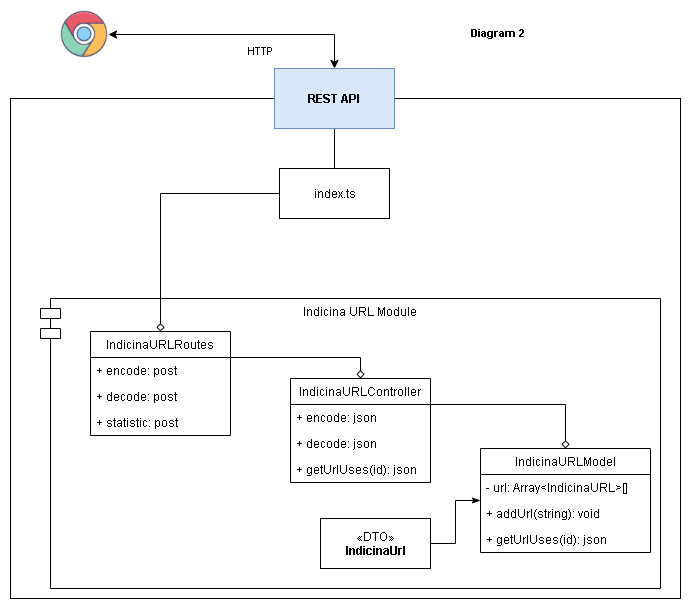 Diagram 2
HTTP
REST API
index.ts
Indicina URL Module
IndicinaURLRoutes
+ encode: post
+ decode: post
+ statistic: post
IndicinaURLController
+ encode: json
+ decode: json
+ getUrlUses(id): json
IndicinaURLModel
- url: Array<IndicinaURL>[]
+ addUrl(string): void
+ getUrlUses(id): json
«DTO»
IndicinaUrl